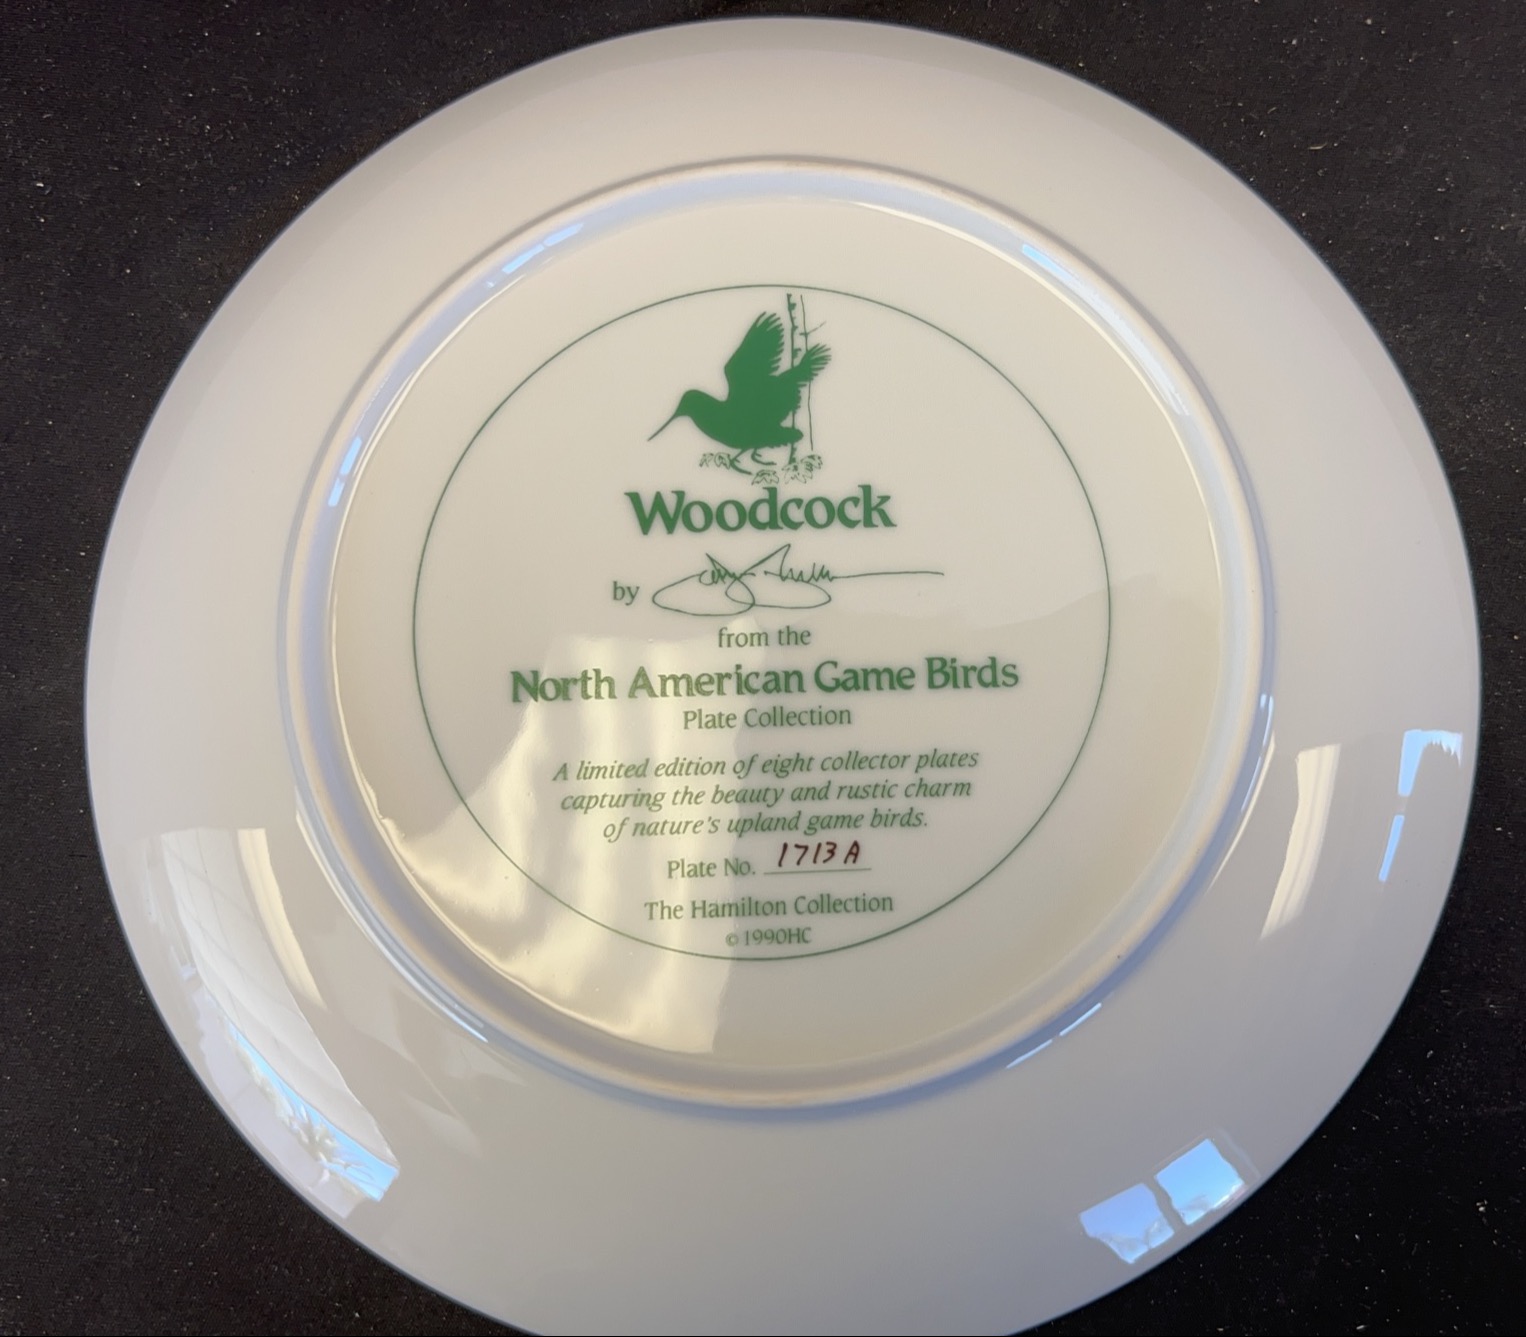 Woodcock
by
from the
North American Game Birds
Plate Collection
A limited edition of eight collector plates
capturing the beauty and rustic charm
of nature's upland game birds.
Plate No. 1713 A
The Hamilton Collection
© 1990HC